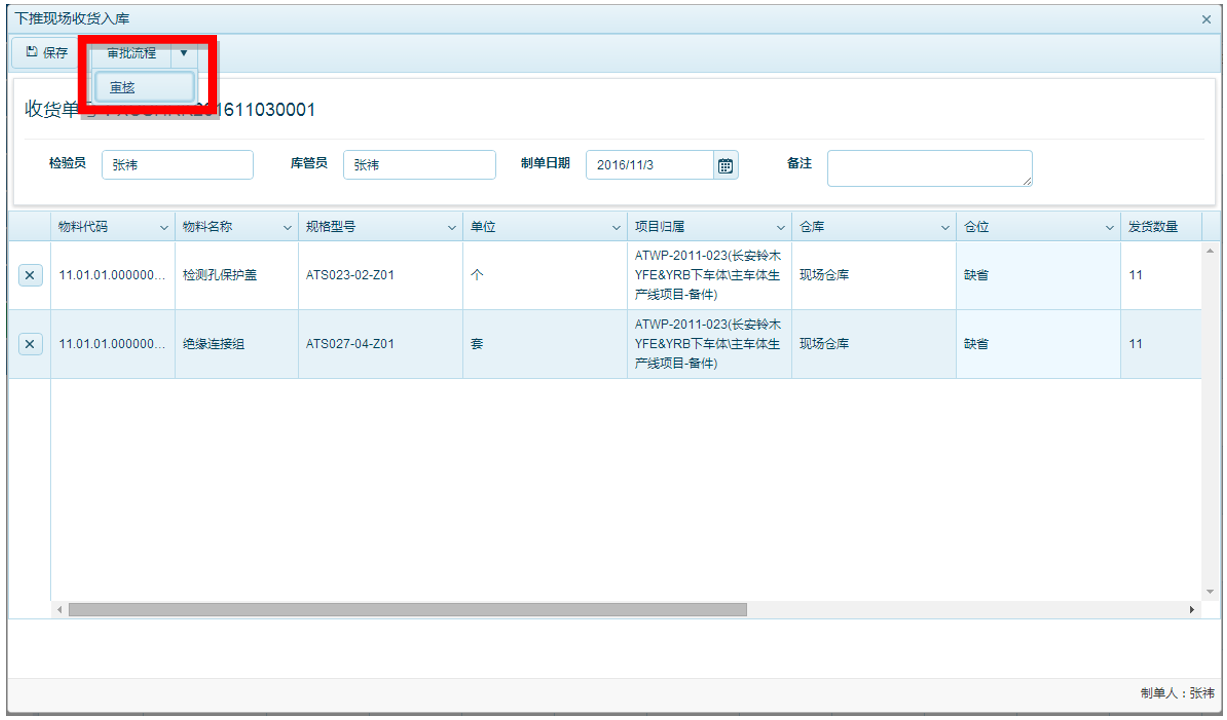 下推现场收货入库
保存 审批流程
审核
收货单 201611030001
检验员 张祎 库管员 张祎 制单日期 2016/11/3 备注
物料代码 物料名称 规格型号 单位 项目归属 仓库 仓位 发货数量
11.01.01.000000... 检测孔保护盖 ATS023-02-Z01 个 ATWP-2011-023(长安铃木 现场仓库 缺省 11
YFE&YRB下车体\主车体生
产线项目-备件)
11.01.01.000000... 绝缘连接组 ATS027-04-Z01 套 ATWP-2011-023(长安铃木 现场仓库 缺省 11
YFE&YRB下车体\主车体生
产线项目-备件)
制单人：张祎